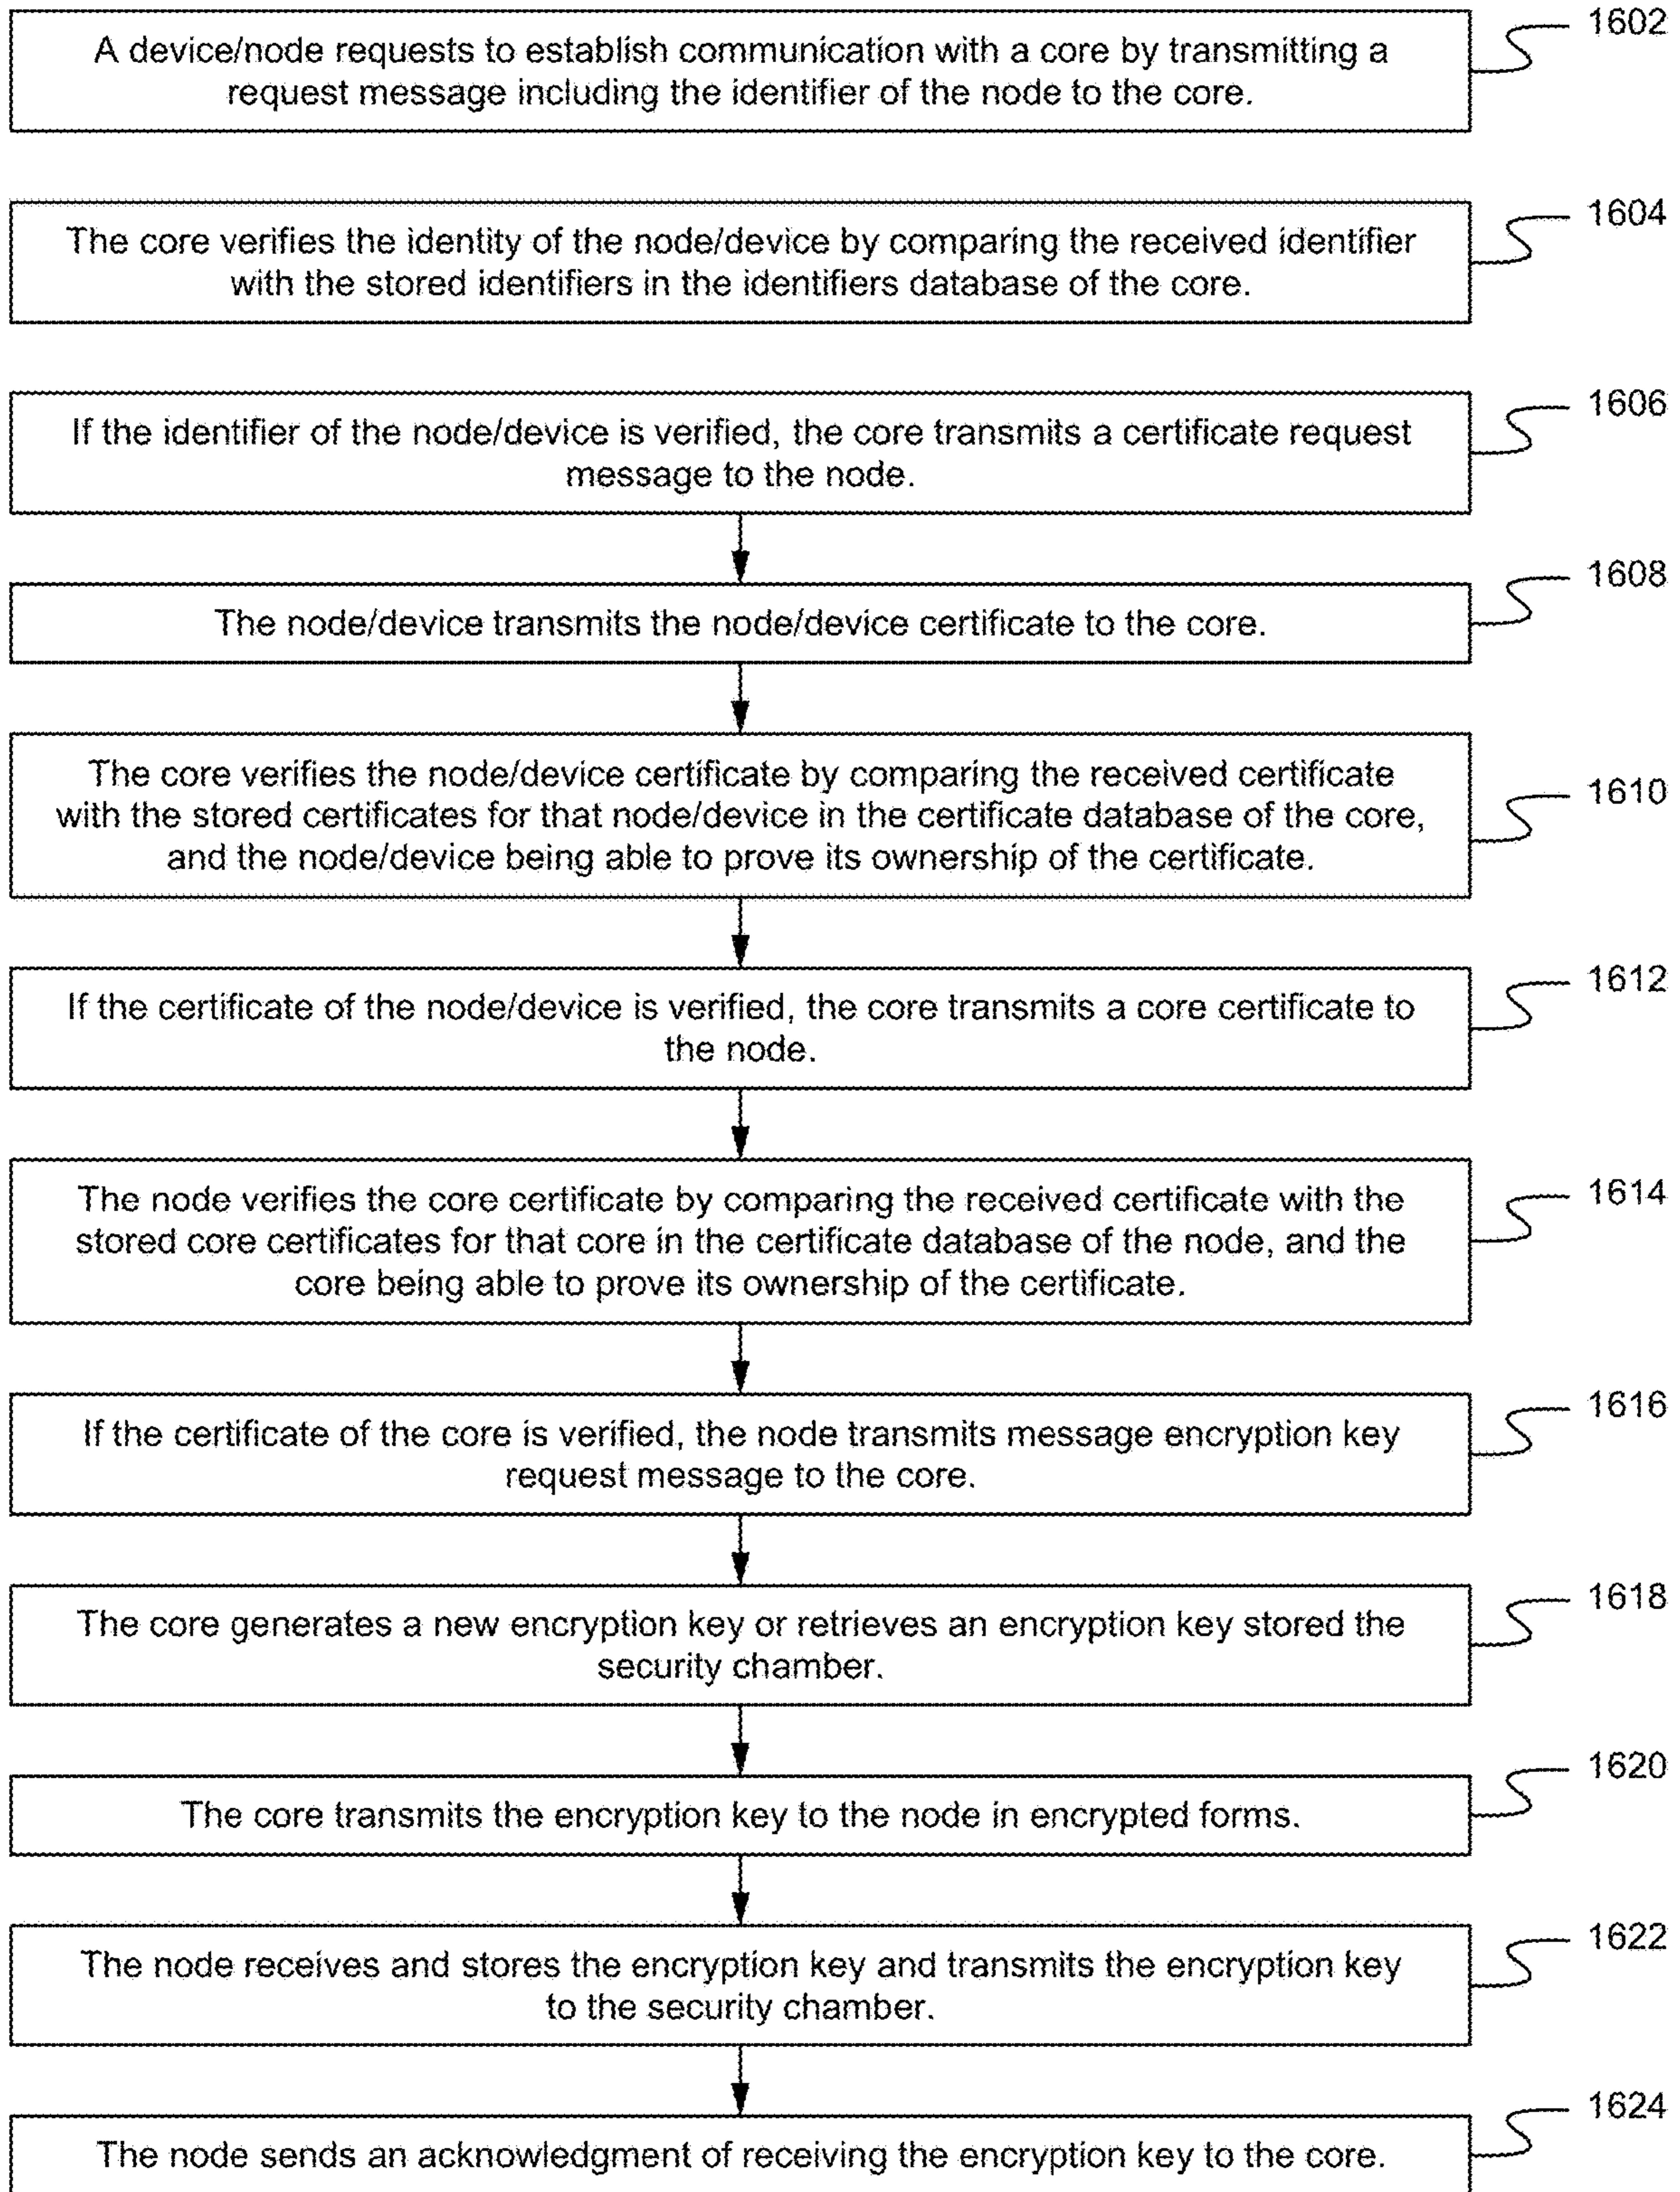 1602
A device/node requests to establish communication with a core by transmitting a
request message including the identifier of the node to the core.
1604
The core verifies the identity of the node/device by comparing the received identifier
with the stored identifiers in the identifiers database of the core.
1606
If the identifier of the node/device is verified, the core transmits a certificate request
message to the node.
1608
The node/device transmits the node/device certificate to the core.
1610
The core verifies the node/device certificate by comparing the received certificate
with the stored certificates for that node/device in the certificate database of the core,
and the node/device being able to prove its ownership of the certificate.
1612
If the certificate of the node/device is verified, the core transmits a core certificate to
the node.
1614
The node verifies the core certificate by comparing the received certificate with the
stored core certificates for that core in the certificate database of the node, and the
core being able to prove its ownership of the certificate.
1616
If the certificate of the core is verified, the node transmits message encryption key
request message to the core.
1618
The core generates a new encryption key or retrieves an encryption key stored the
security chamber.
1620
The core transmits the encryption key to the node in encrypted forms.
1622
The node receives and stores the encryption key and transmits the encryption key
to the security chamber.
1624
The node sends an acknowledgment of receiving the encryption key to the core.